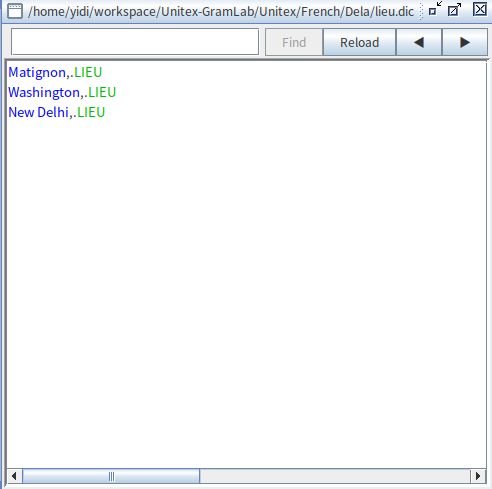 /home/yidi/workspace/Unitex-GramLab/Unitex/French/Dela/lieu.dic
Find
Reload
Matignon,.LIEU
Washington,.LIEU
New Delhi,.LIEU